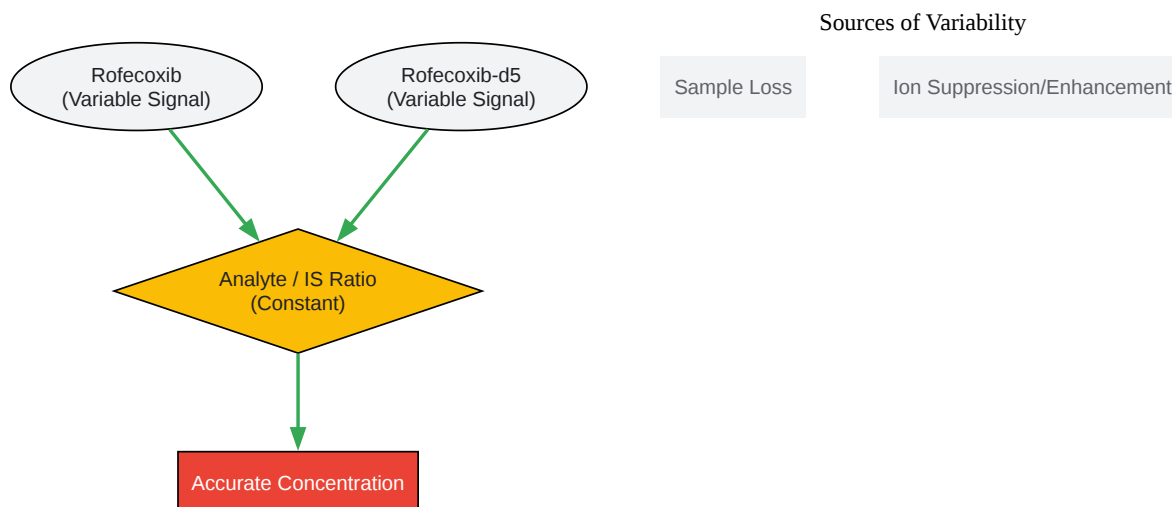 Sources of Variability
Rofecoxib
(Variable Signal)
Rofecoxib-d5
(Variable Signal)
Sample Loss
Ion Suppression/Enhancement
Analyte / IS Ratio
(Constant)
Accurate Concentration